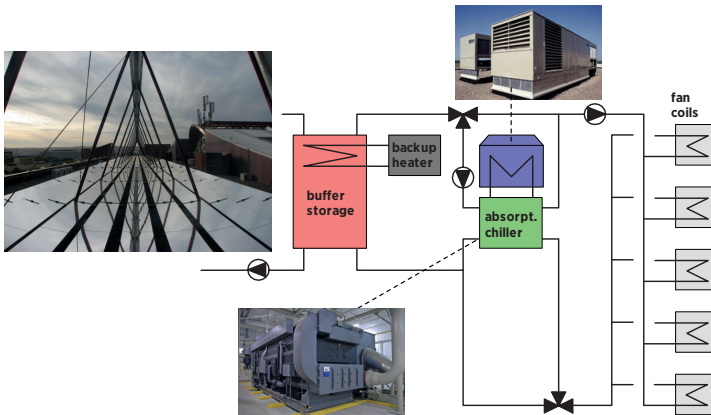 fan
coils
backup
heater
buffer
storage
absorpt.
chiller